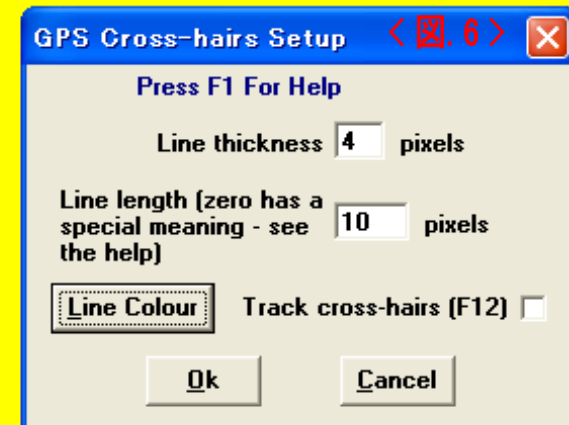 GPS Cross-hairs Setup <図.6>
Press F1 For Help
Line thickness 4 pixels
Line length (zero has a
special meaning - see
the help) 10 pixels
Line Colour Track cross-hairs (F12)
Ok Cancel